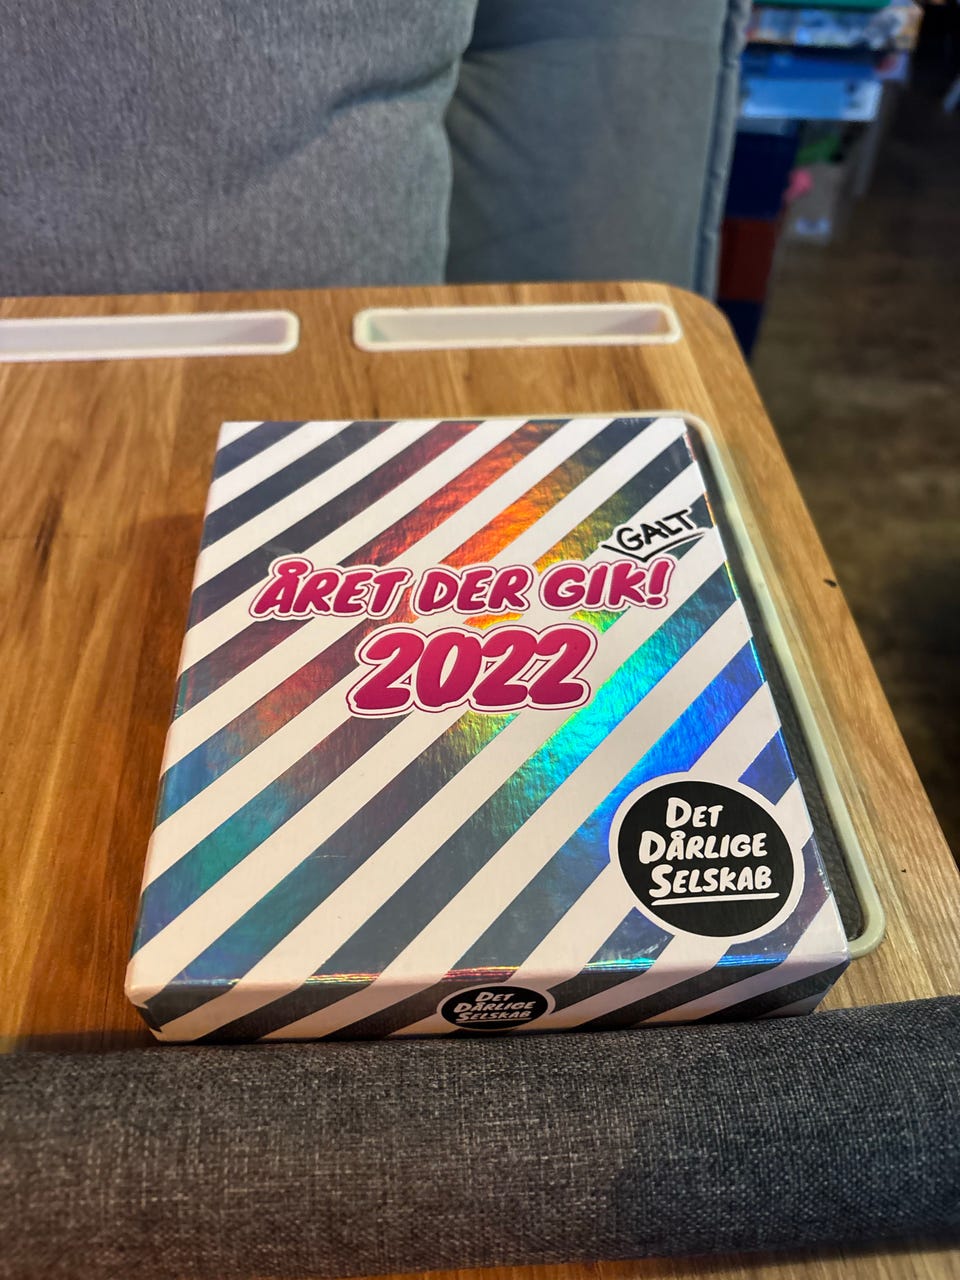 GALT
ÅRET DER GIK!
2022
DET
DÅRLIGE
SELSKAB
DET
DÅRLIGE
SELSKAB